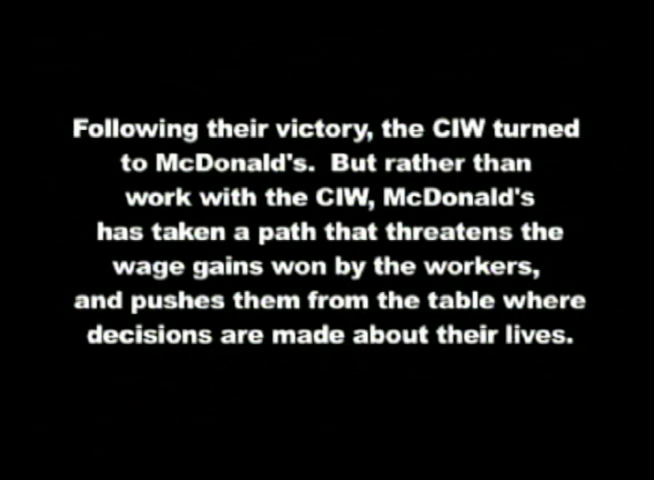 Following their victory, the CIW turned
to McDonald's.  But rather than
work with the CIW, McDonald's
has taken a path that threatens the
wage gains won by the workers,
and pushes them from the table where
decisions are made about their lives.